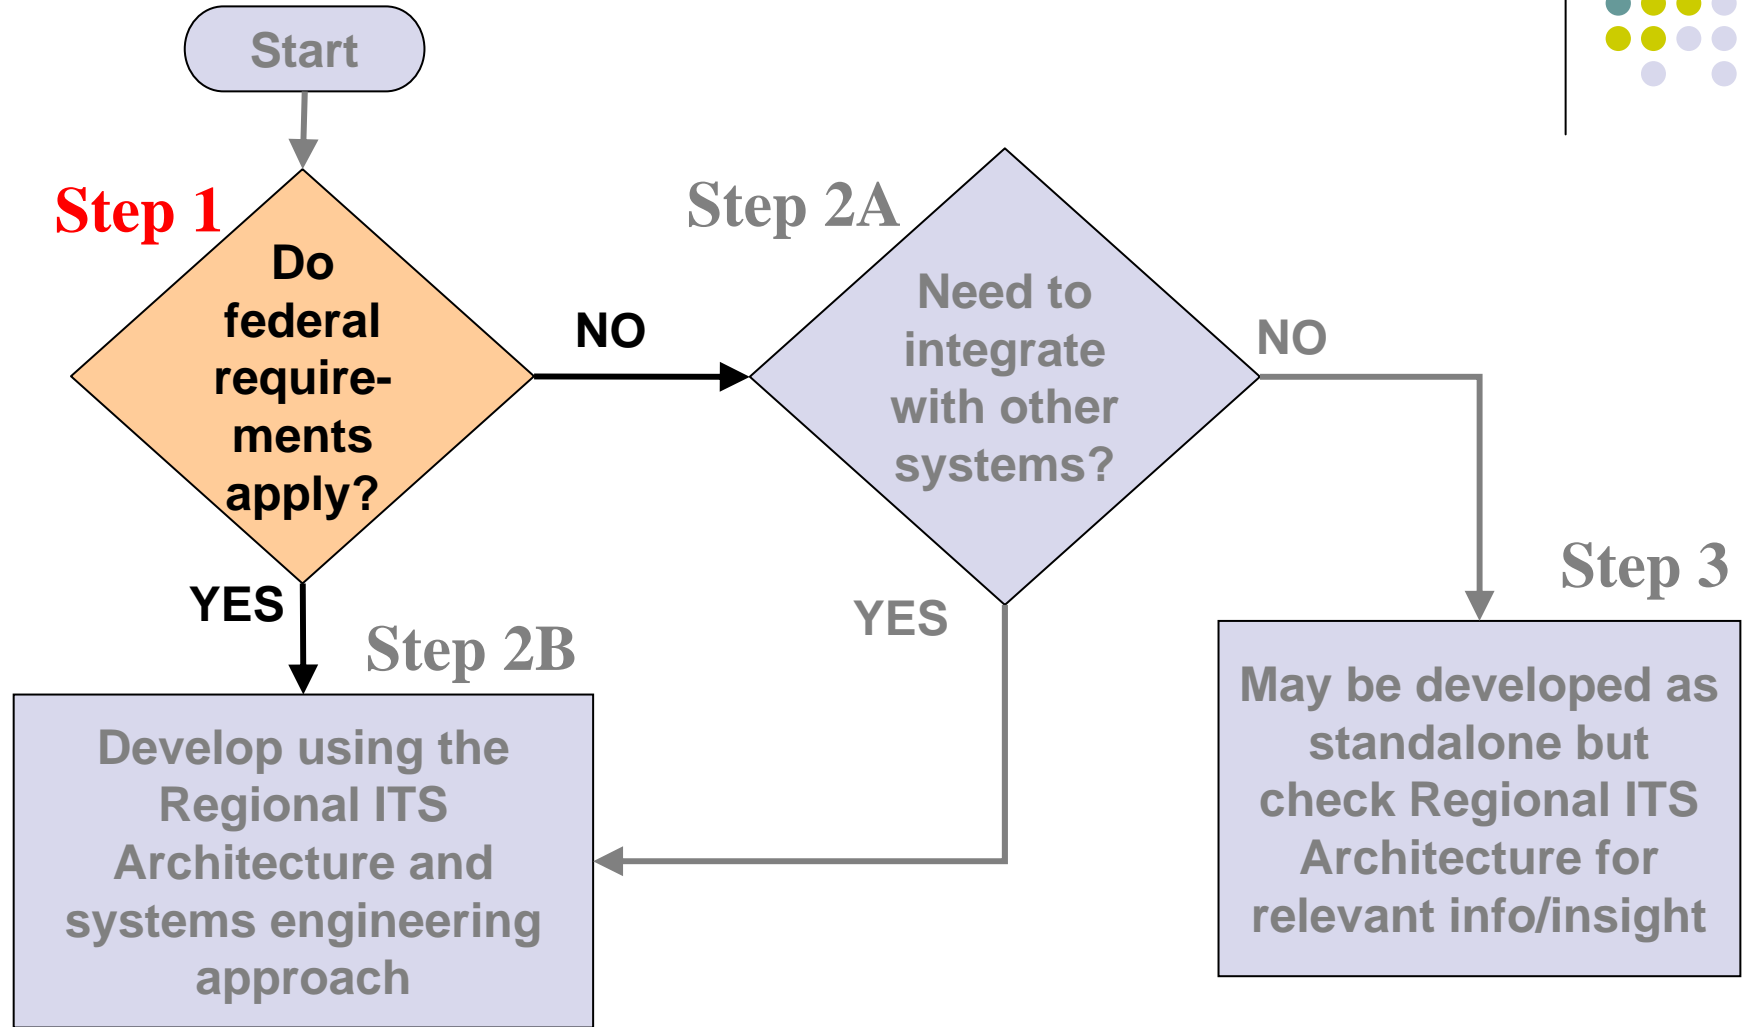 Start
Step 1
Do
federal
require-
ments
apply?
NO
YES
Step 2A
Need to
integrate
with other
systems?
NO
YES
Step 2B
Develop using the
Regional ITS
Architecture and
systems engineering
approach
Step 3
May be developed as
standalone but
check Regional ITS
Architecture for
relevant info/insight